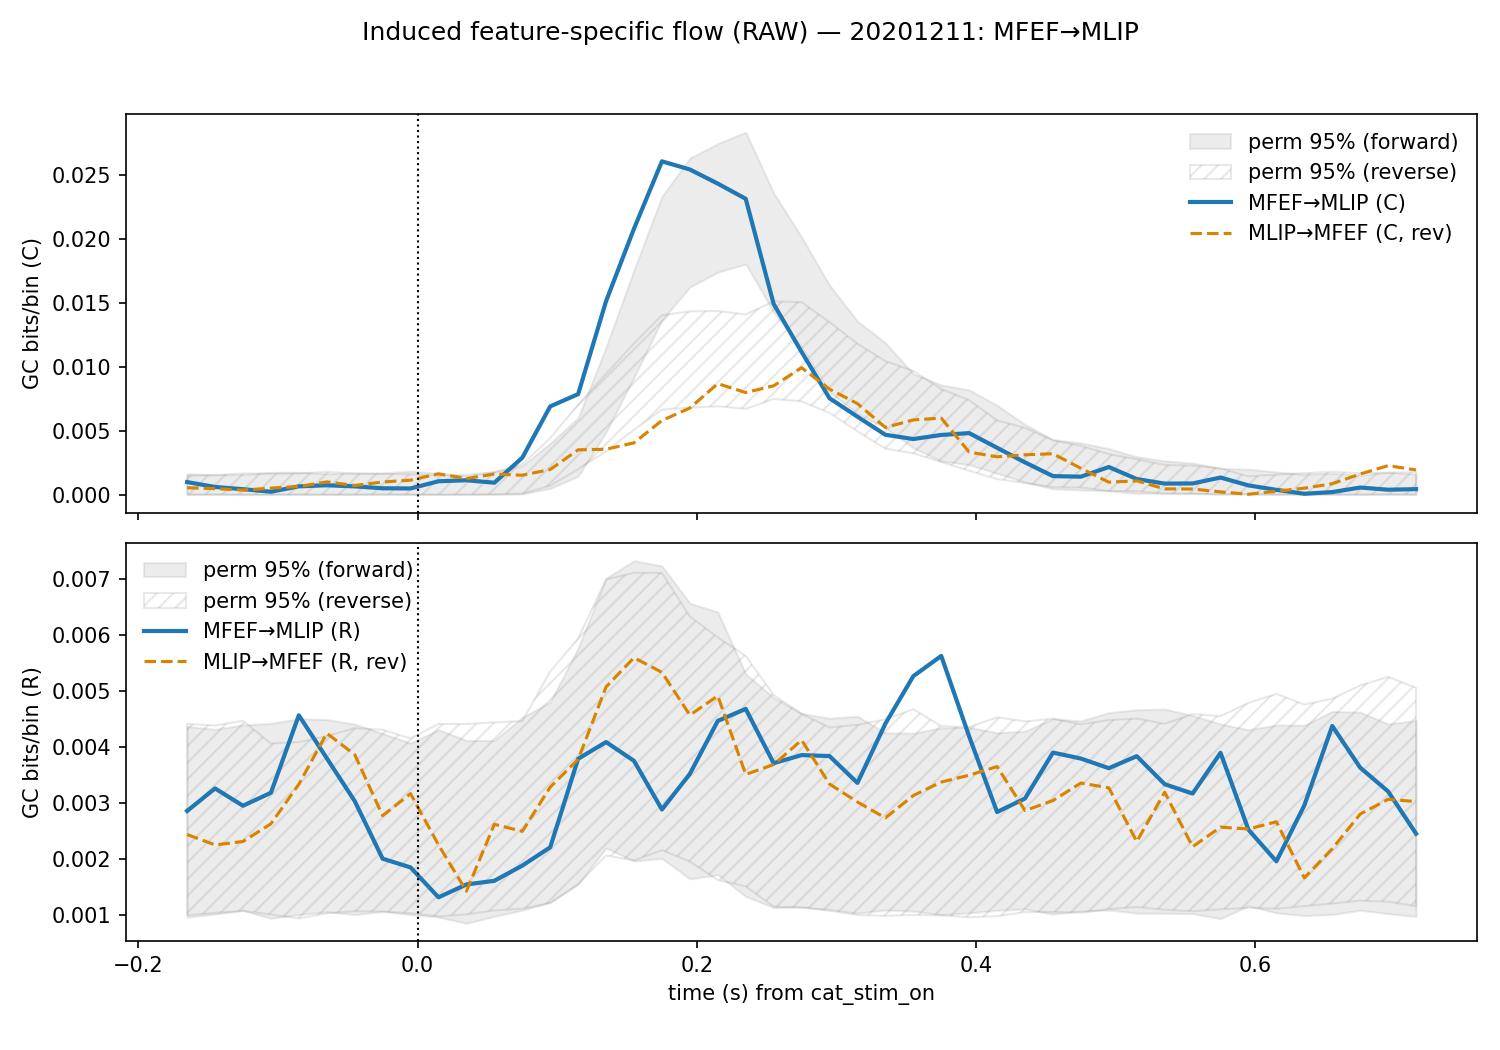 Induced feature-specific flow (RAW) — 20201211: MFEF→MLIP
GC bits/bin (C)
0.025
0.020
0.015
0.010
0.005
0.000
perm 95% (forward)
perm 95% (reverse)
MFEF→MLIP (C)
MLIP→MFEF (C, rev)
GC bits/bin (R)
0.007
0.006
0.005
0.004
0.003
0.002
0.001
perm 95% (forward)
perm 95% (reverse)
MFEF→MLIP (R)
MLIP→MFEF (R, rev)
−0.2 0.0 0.2 0.4 0.6
time (s) from cat_stim_on